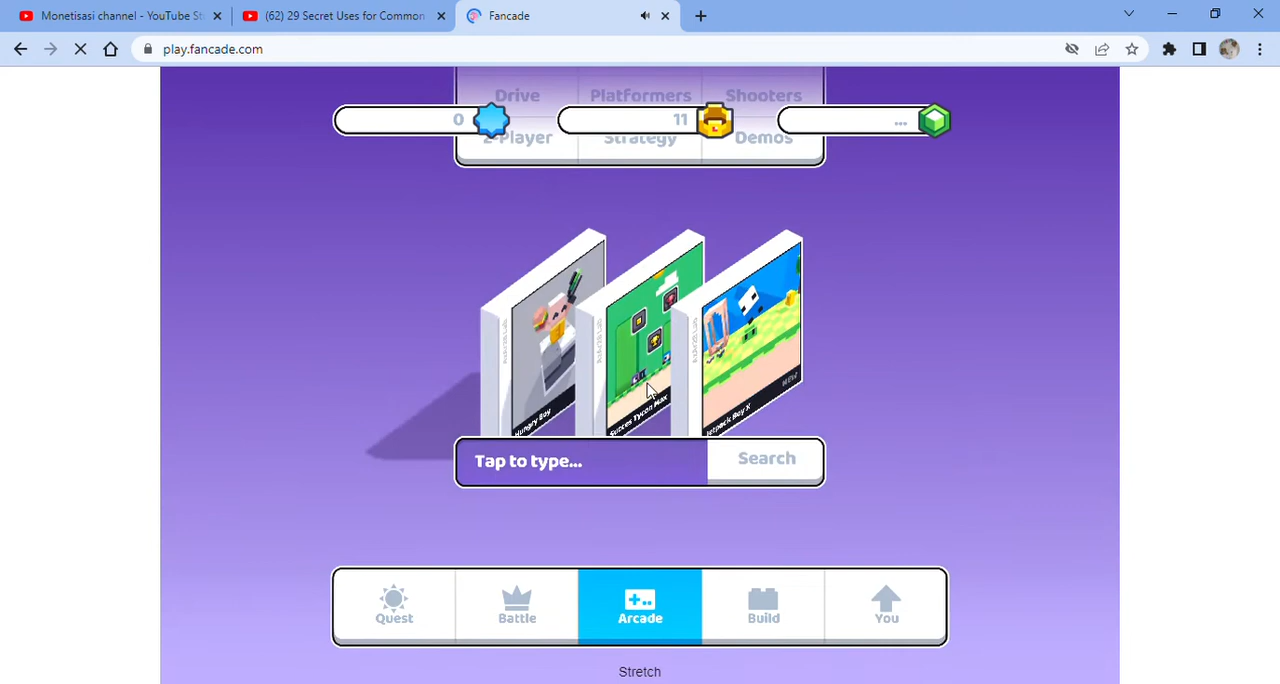 Monetisasi channel - YouTube St
(62) 29 Secret Uses for Common
Fancade
play.fancade.com
Drive Platformers Shooters
0 11 ...
2-Player Strategy Demos
Hungry Boy
Jetpack Boy X
Tap to type... Search
Quest Battle Arcade Build You
Stretch